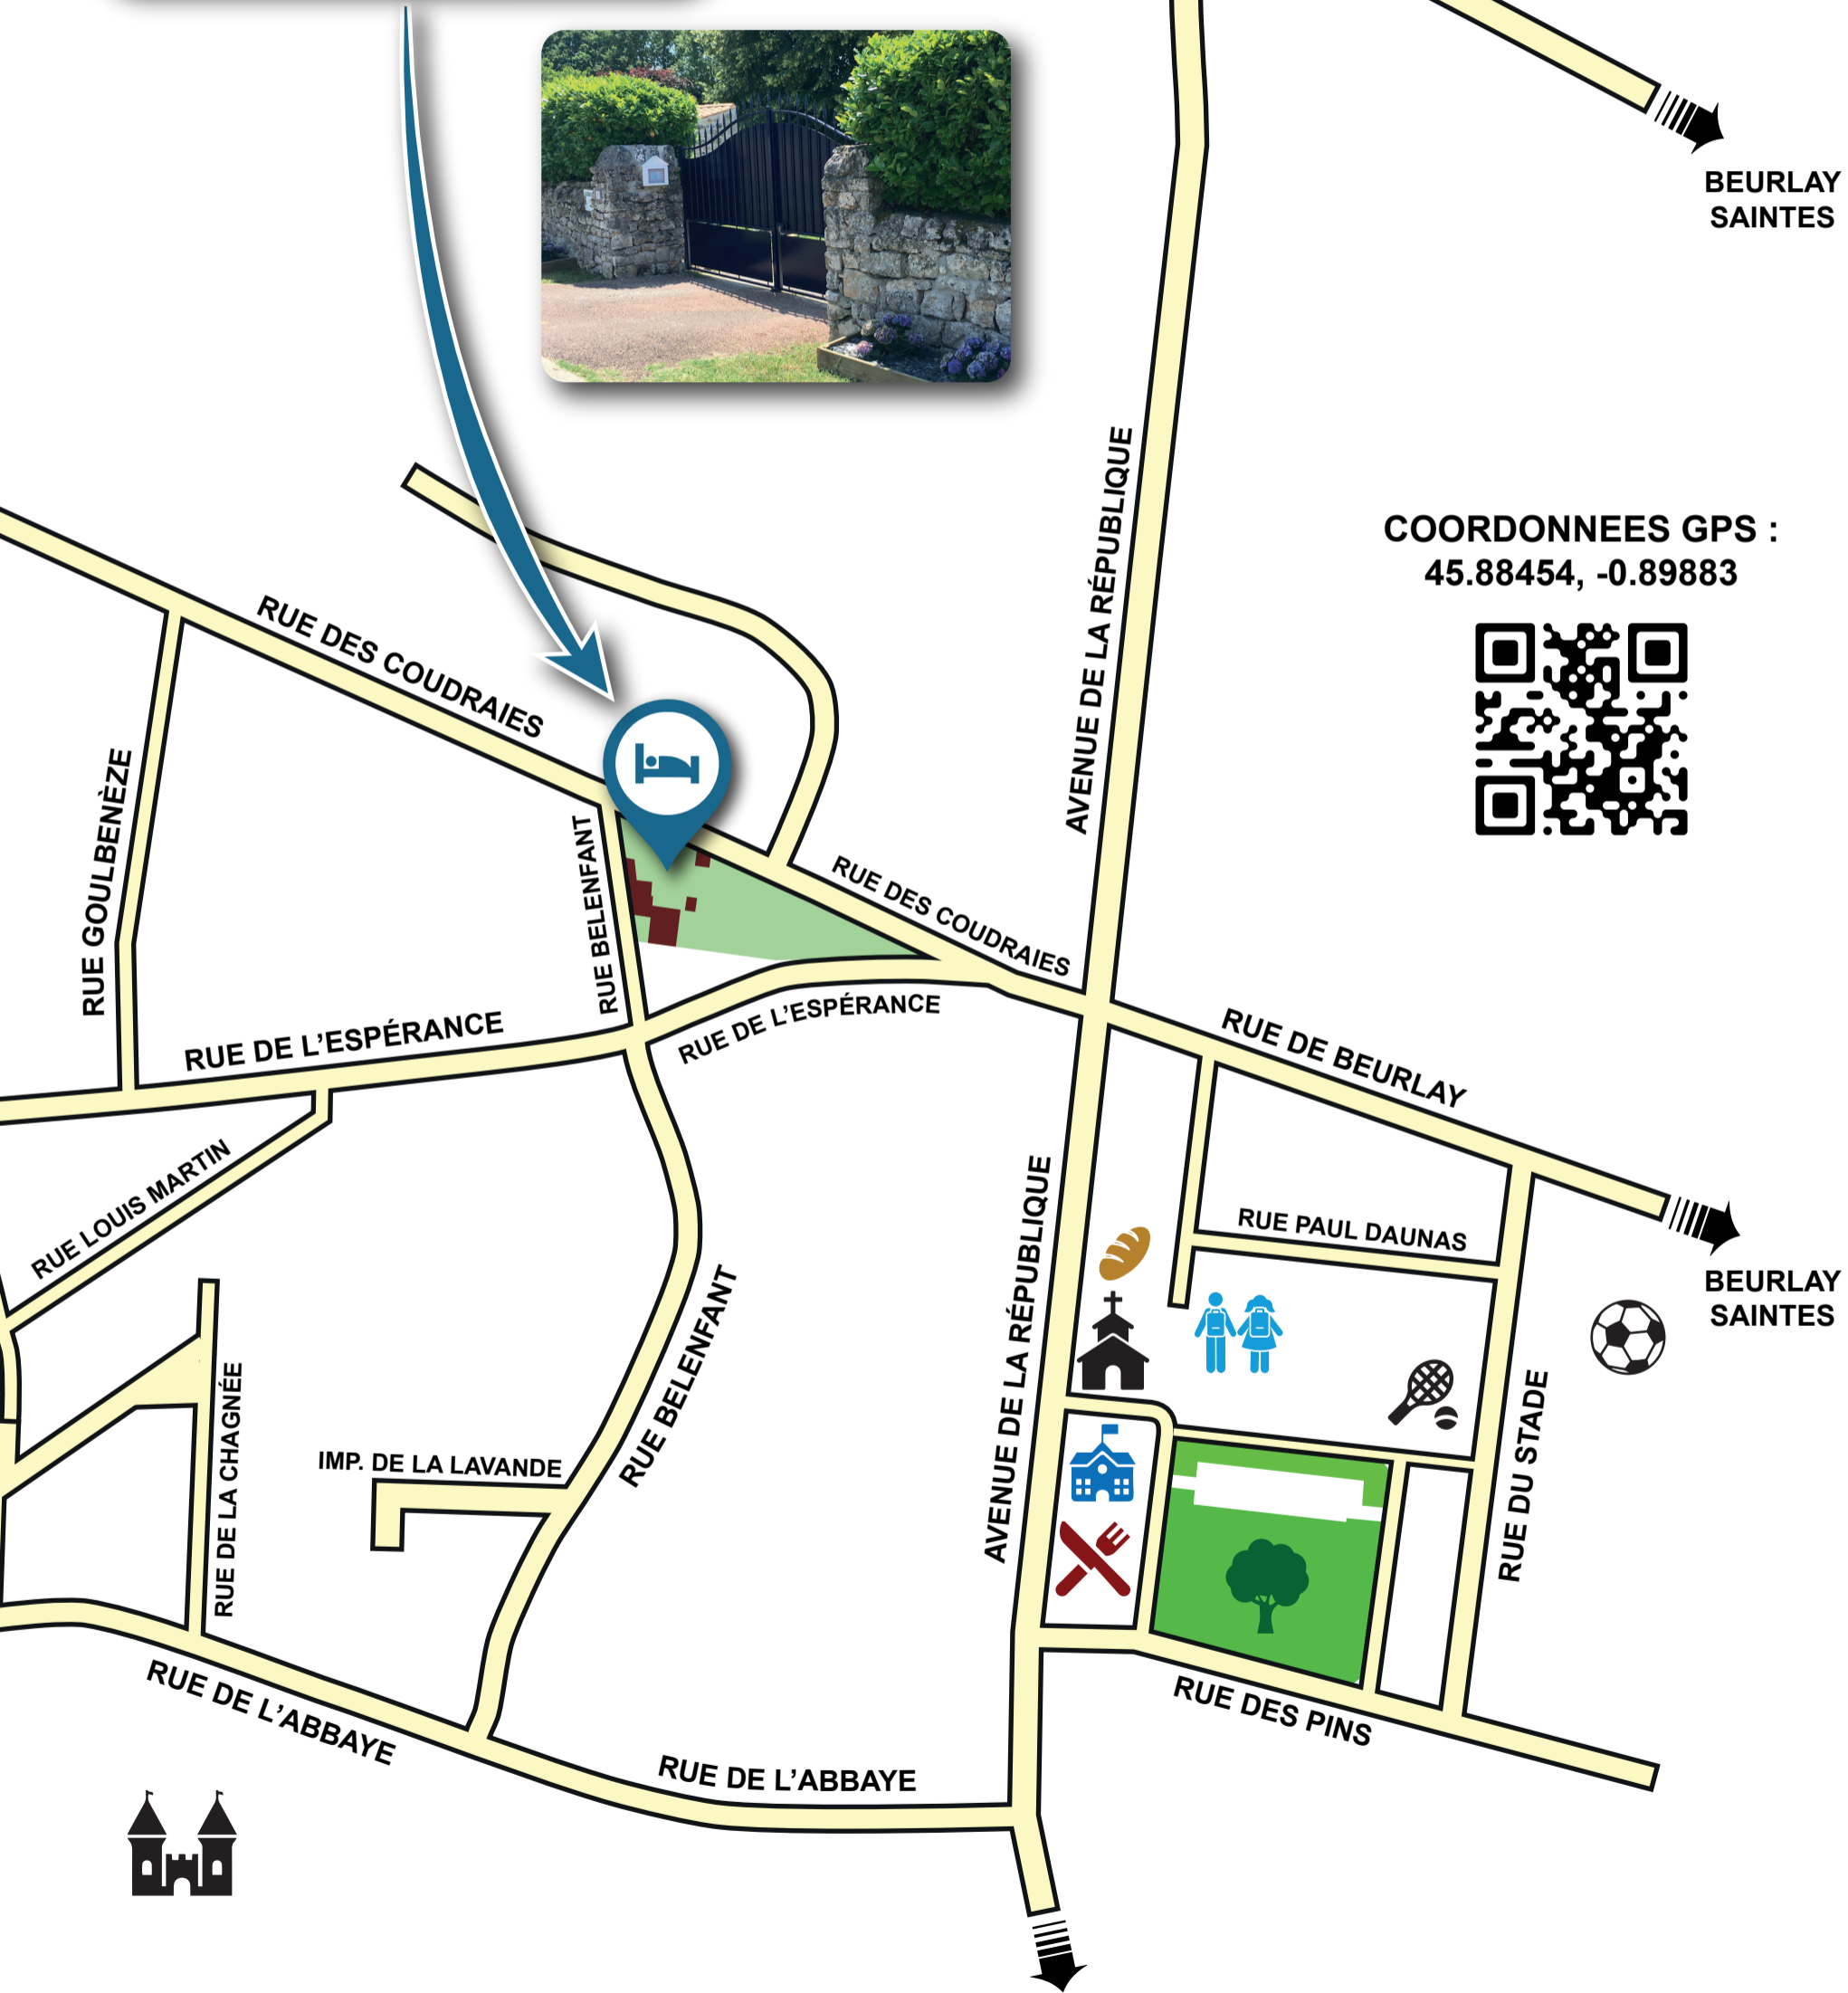 BEURLAY
SAINTES
AVENUE DE LA RÉPUBLIQUE
COORDONNEES GPS :
45.88454, -0.89883
RUE DES COUDRAIES
RUE GOULBENÈZE
RUE BELENFANT
RUE DES COUDRAIES
RUE DE L'ESPÉRANCE
RUE DE L'ESPÉRANCE
RUE DE BEURLAY
RUE LOUIS MARTIN
AVENUE DE LA RÉPUBLIQUE
RUE PAUL DAUNAS
BEURLAY
SAINTES
RUE BELENFANT
RUE DE LA CHAGNÉE
IMP. DE LA LAVANDE
RUE DU STADE
RUE DE L'ABBAYE
RUE DES PINS
RUE DE L'ABBAYE